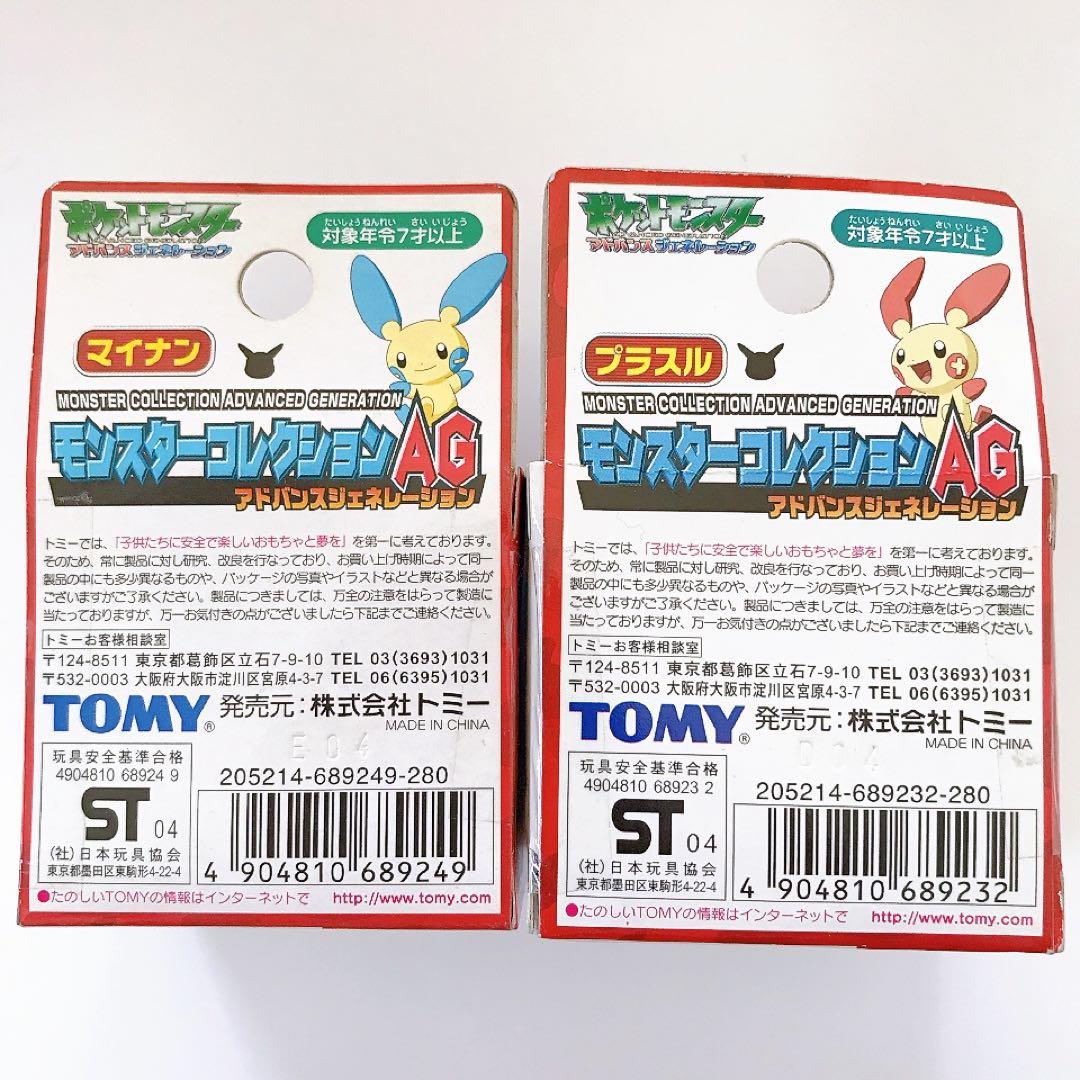 ポケットモンスター
アドバンスジェネレーション
たいしょうねんれい さいいじょう
対象年令7才以上
マイナン
MONSTER COLLECTION ADVANCED GENERATION
モンスターコレクションAG
アドバンスジェネレーション
トミーでは、「子供たちに安全で楽しいおもちゃと夢を」を第一に考えております。
そのため、常に製品に対し研究、改良を行なっており、お買い上げ時期によって同一
製品の中にも多少異なるものや、パッケージの写真やイラストなどと異なる場合が
ございますがご了承ください。製品につきましては、万全の注意をはらって製造に
当たっておりますが、万一お気付きの点がございましたら下記までご連絡ください。
トミーお客様相談室
〒124-8511 東京都葛飾区立石7-9-10 TEL 03(3693)1031
〒532-0003 大阪府大阪市淀川区宮原4-3-7 TEL 06(6395)1031
TOMY® 発売元:株式会社トミー
MADE IN CHINA
E04
玩具安全基準合格
4904810 68924 9
ST 04
(社)日本玩具協会
東京都墨田区東駒形4-22-4
205214-689249-280
4 904810 689249
●たのしいTOMYの情報はインターネットで http://www.tomy.com
ポケットモンスター
アドバンスジェネレーション
たいしょうねんれい さいいじょう
対象年令7才以上
プラスル
MONSTER COLLECTION ADVANCED GENERATION
モンスターコレクションAG
アドバンスジェネレーション
トミーでは、「子供たちに安全で楽しいおもちゃと夢を」を第一に考えております。
そのため、常に製品に対し研究、改良を行なっており、お買い上げ時期によって同一
製品の中にも多少異なるものや、パッケージの写真やイラストなどと異なる場合が
ございますがご了承ください。製品につきましては、万全の注意をはらって製造に
当たっておりますが、万一お気付きの点がございましたら下記までご連絡ください。
トミーお客様相談室
〒124-8511 東京都葛飾区立石7-9-10 TEL 03(3693)1031
〒532-0003 大阪府大阪市淀川区宮原4-3-7 TEL 06(6395)1031
TOMY® 発売元:株式会社トミー
MADE IN CHINA
玩具安全基準合格
4904810 68923 2
ST 04
(社)日本玩具協会
東京都墨田区東駒形4-22-4
205214-689232-280
4 904810 689232
●たのしいTOMYの情報はインターネットで http://www.tomy.com